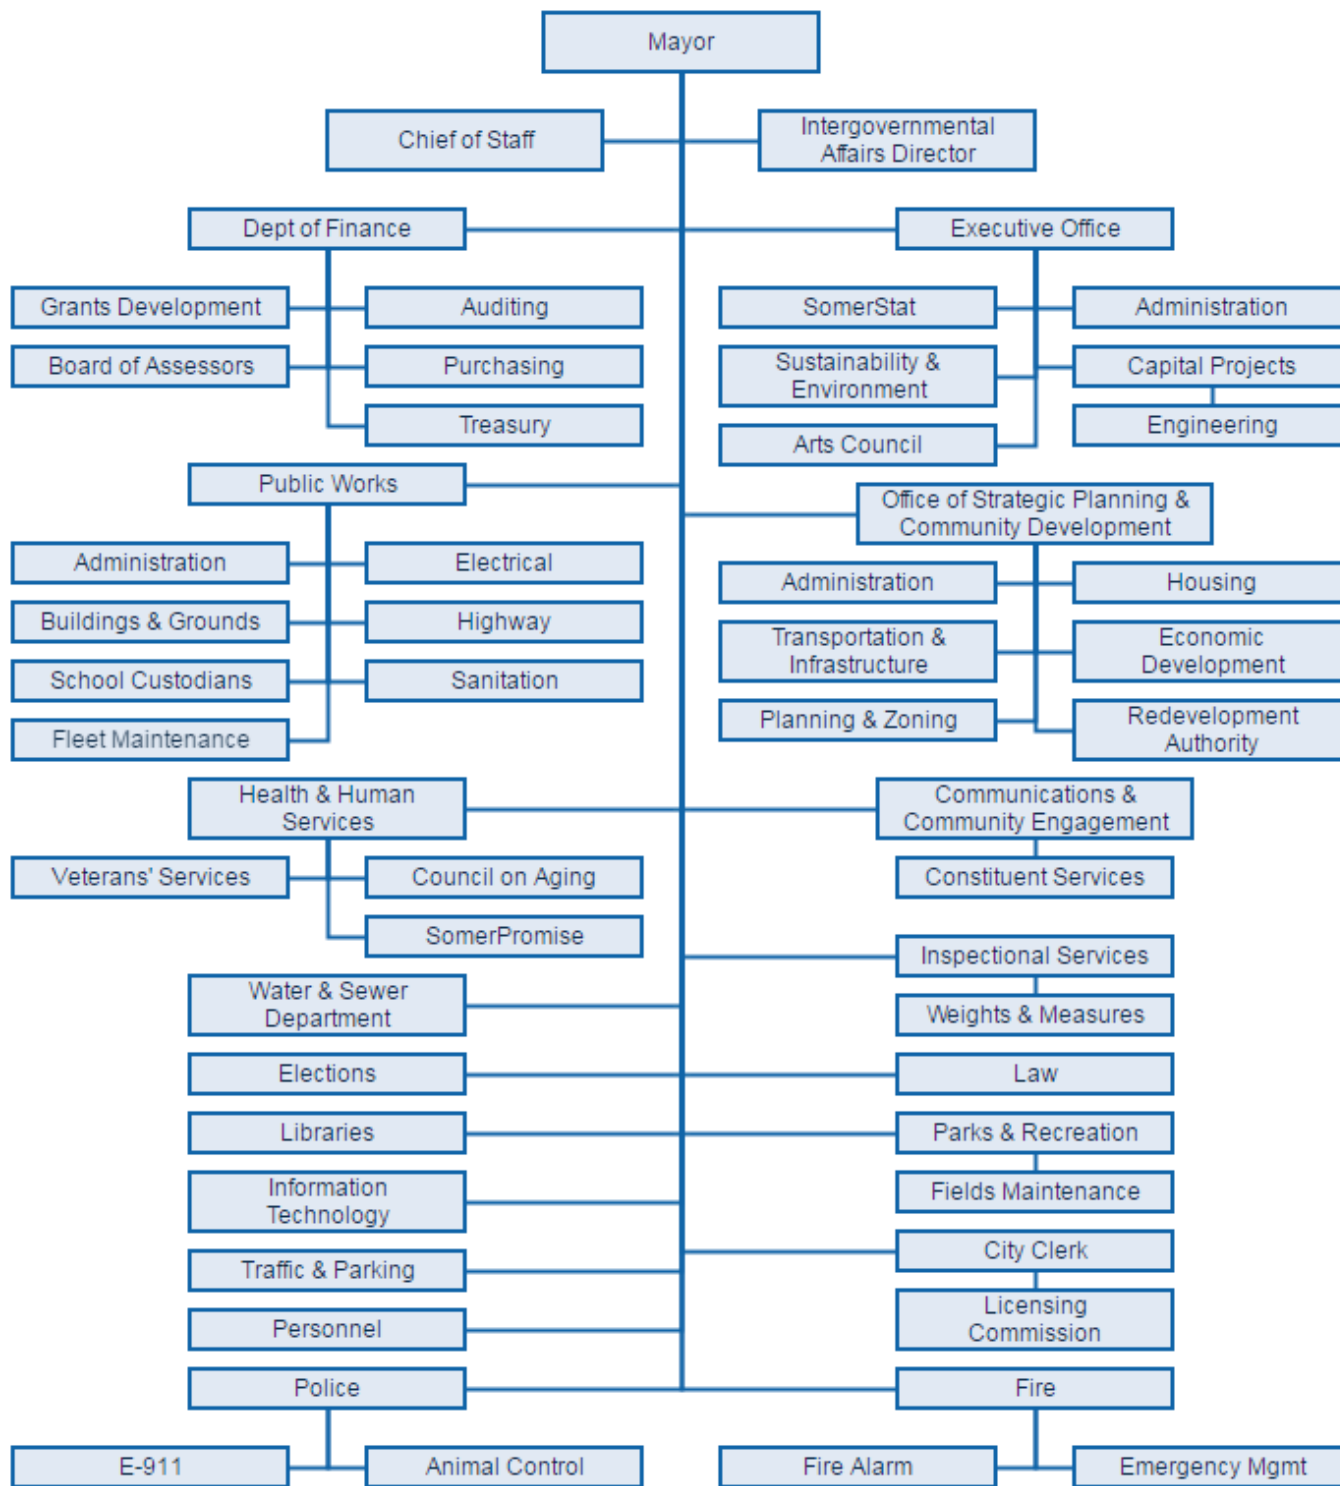 Mayor
Chief of Staff
Intergovernmental
Affairs Director
Dept of Finance
Executive Office
Grants Development
Auditing
SomerStat
Administration
Board of Assessors
Purchasing
Sustainability &
Environment
Capital Projects
Treasury
Arts Council
Engineering
Public Works
Office of Strategic Planning &
Community Development
Administration
Electrical
Administration
Housing
Buildings & Grounds
Highway
Transportation &
Infrastructure
Economic
Development
School Custodians
Sanitation
Planning & Zoning
Redevelopment
Authority
Fleet Maintenance
Health & Human
Services
Communications &
Community Engagement
Veterans' Services
Council on Aging
Constituent Services
SomerPromise
Inspectional Services
Water & Sewer
Department
Weights & Measures
Elections
Law
Libraries
Parks & Recreation
Information
Technology
Fields Maintenance
Traffic & Parking
City Clerk
Personnel
Licensing
Commission
Police
Fire
E-911
Animal Control
Fire Alarm
Emergency Mgmt